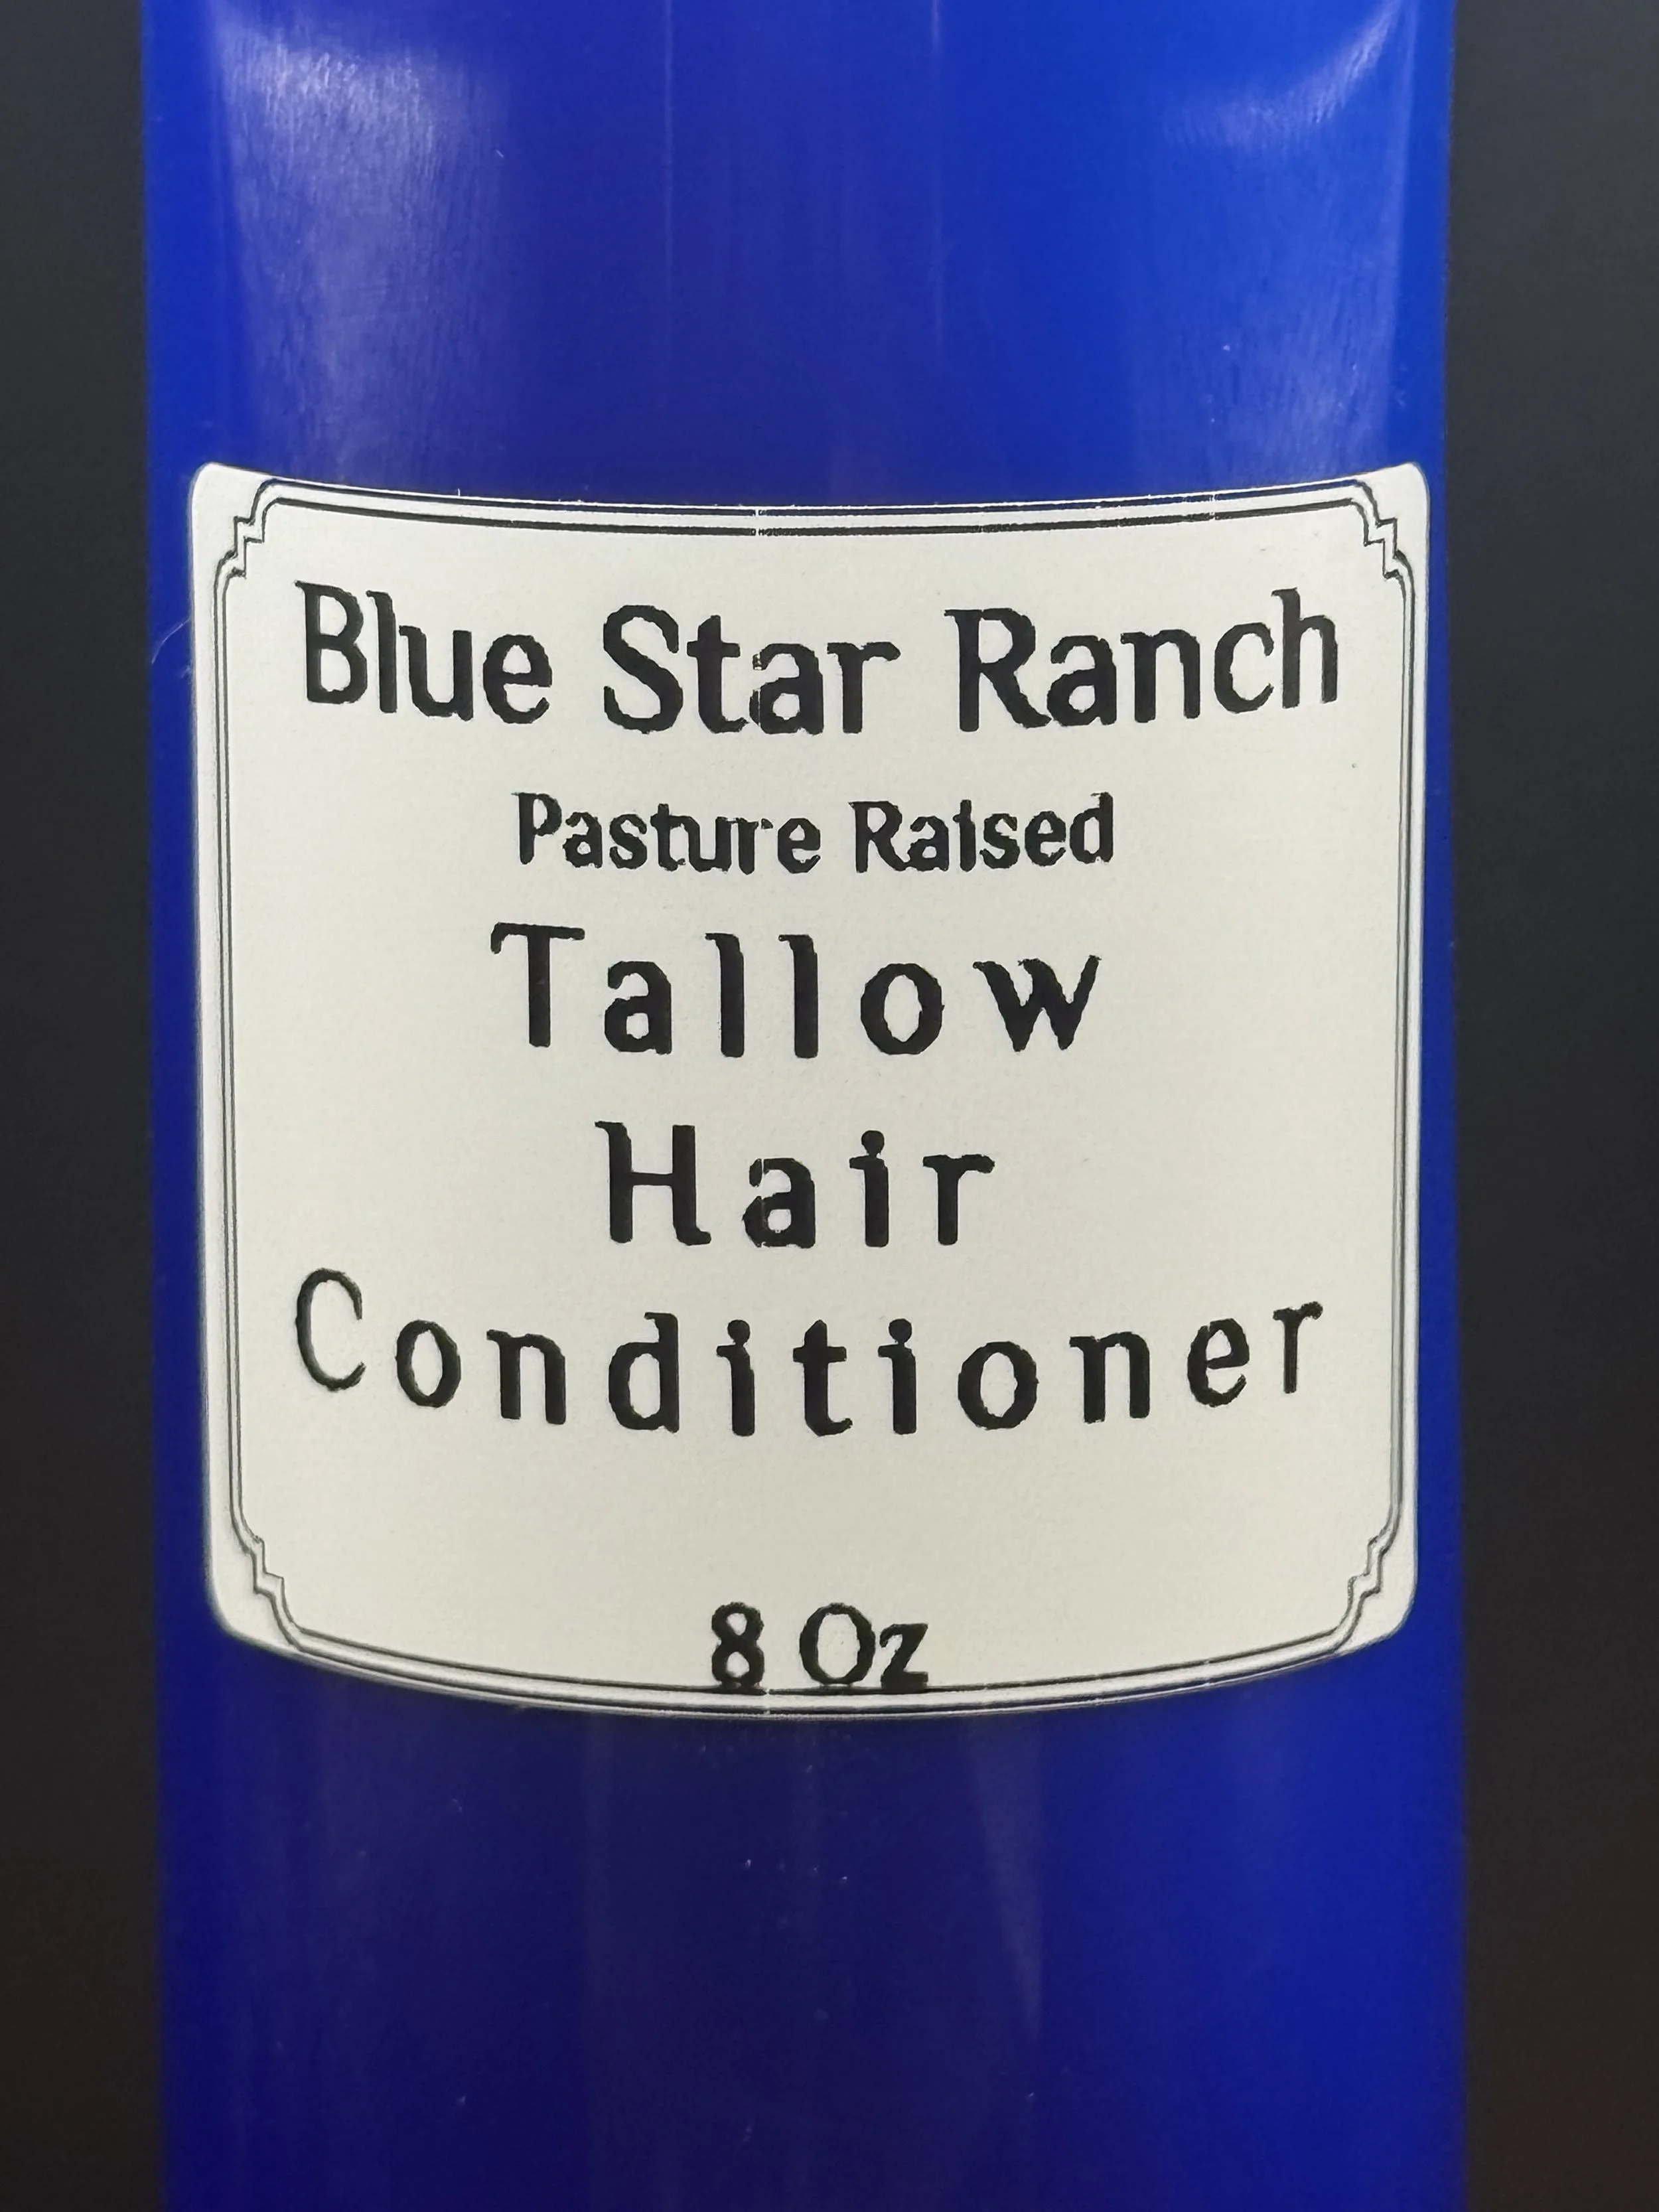 Blue Star Ranch
Pasture Raised
Tallow
Hair
Conditioner
8 Oz